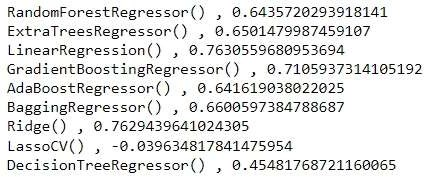 RandomForestRegressor() , 0.6435720293918141
ExtraTreesRegressor() , 0.6501479987459107
LinearRegression() , 0.7630559680953694
GradientBoostingRegressor() , 0.7105937314105192
AdaBoostRegressor() , 0.641619038022025
BaggingRegressor() , 0.6600597384788687
Ridge() , 0.7629439641024305
LassoCV() , -0.039634817841475954
DecisionTreeRegressor() , 0.45481768721160065